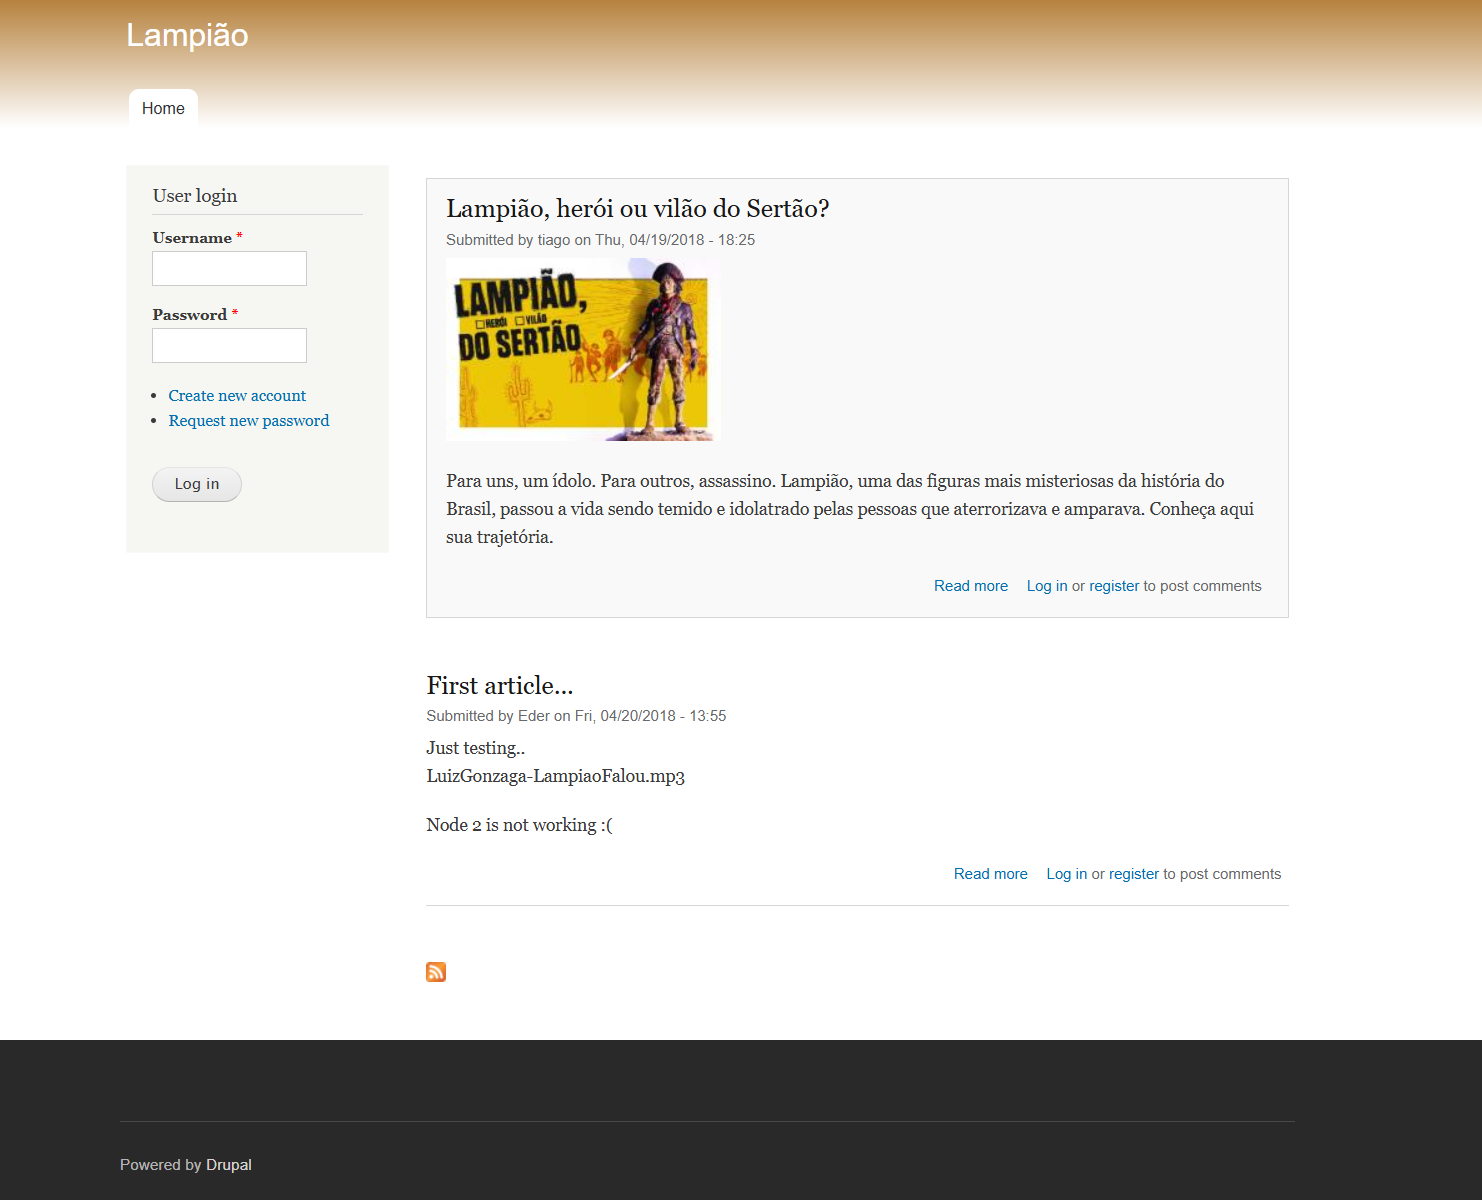 Lampião
Home
User login
Username *
Password *
Create new account
Request new password
Log in
Lampião, herói ou vilão do Sertão?
Submitted by tiago on Thu, 04/19/2018 - 18:25
LAMPIÃO,
HERÓI VILÃO
DO SERTÃO
Para uns, um ídolo. Para outros, assassino. Lampião, uma das figuras mais misteriosas da história do
Brasil, passou a vida sendo temido e idolatrado pelas pessoas que aterrorizava e amparava. Conheça aqui
sua trajetória.
Read more Log in or register to post comments
First article...
Submitted by Eder on Fri, 04/20/2018 - 13:55
Just testing..
LuizGonzaga-LampiaoFalou.mp3
Node 2 is not working :(
Read more Log in or register to post comments
Powered by Drupal